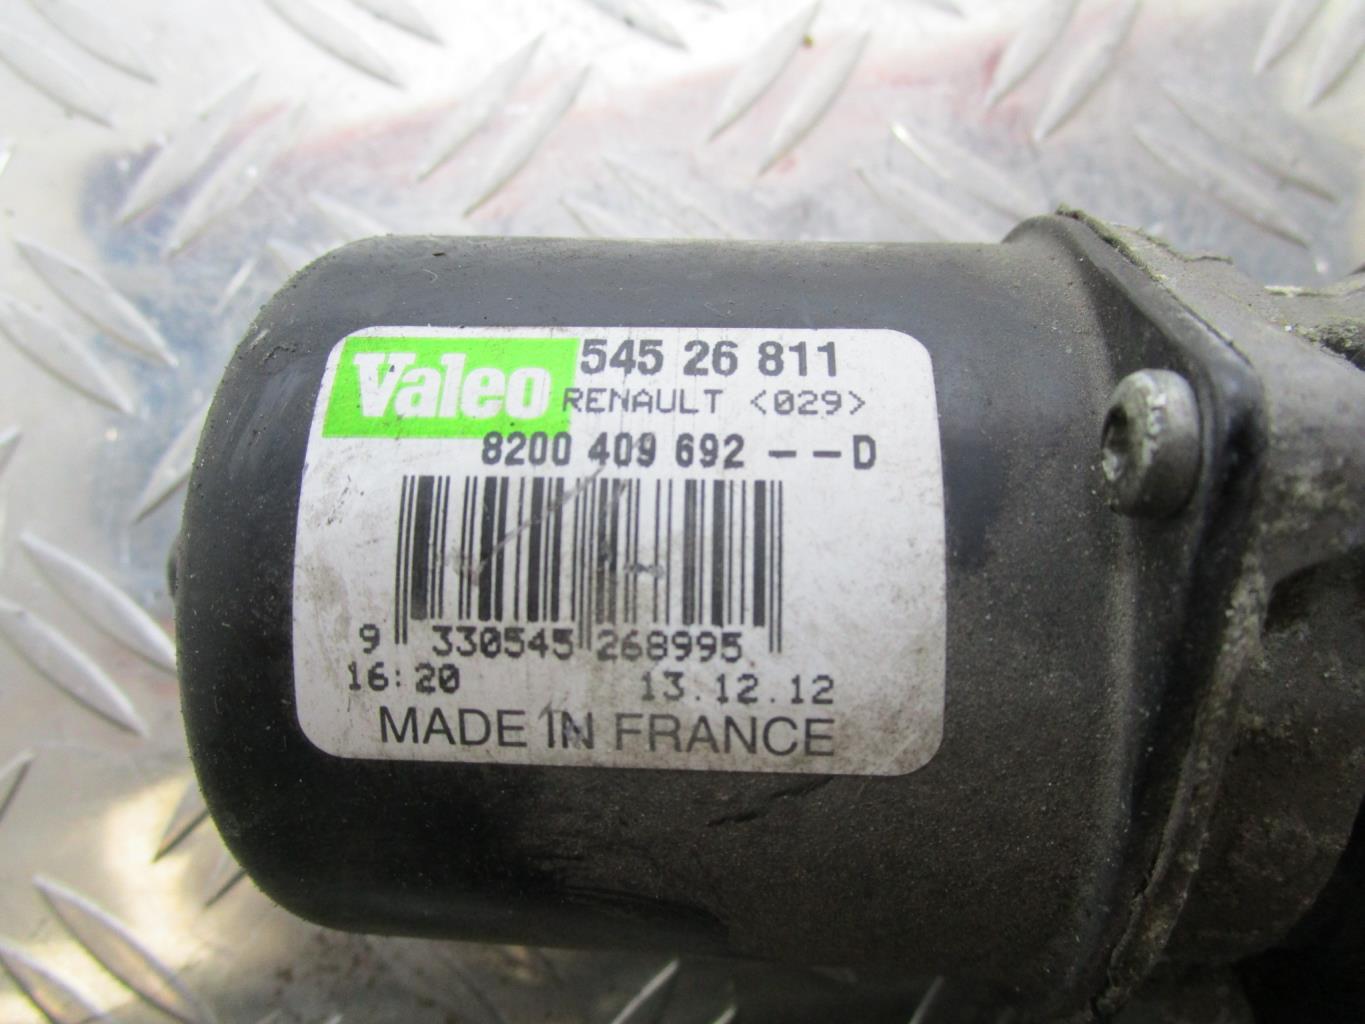 Valeo 545 26 811
RENAULT <029>
8200 409 692 --D
9 330545 268995
16:20 13.12.12
MADE IN FRANCE